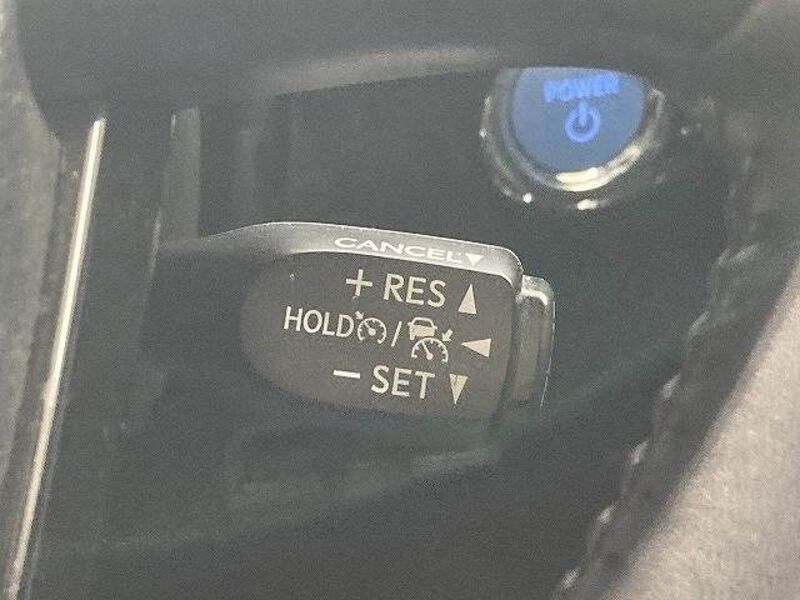 POWER
CANCEL▼
+ RES ▲
HOLD / ◀
− SET ▼